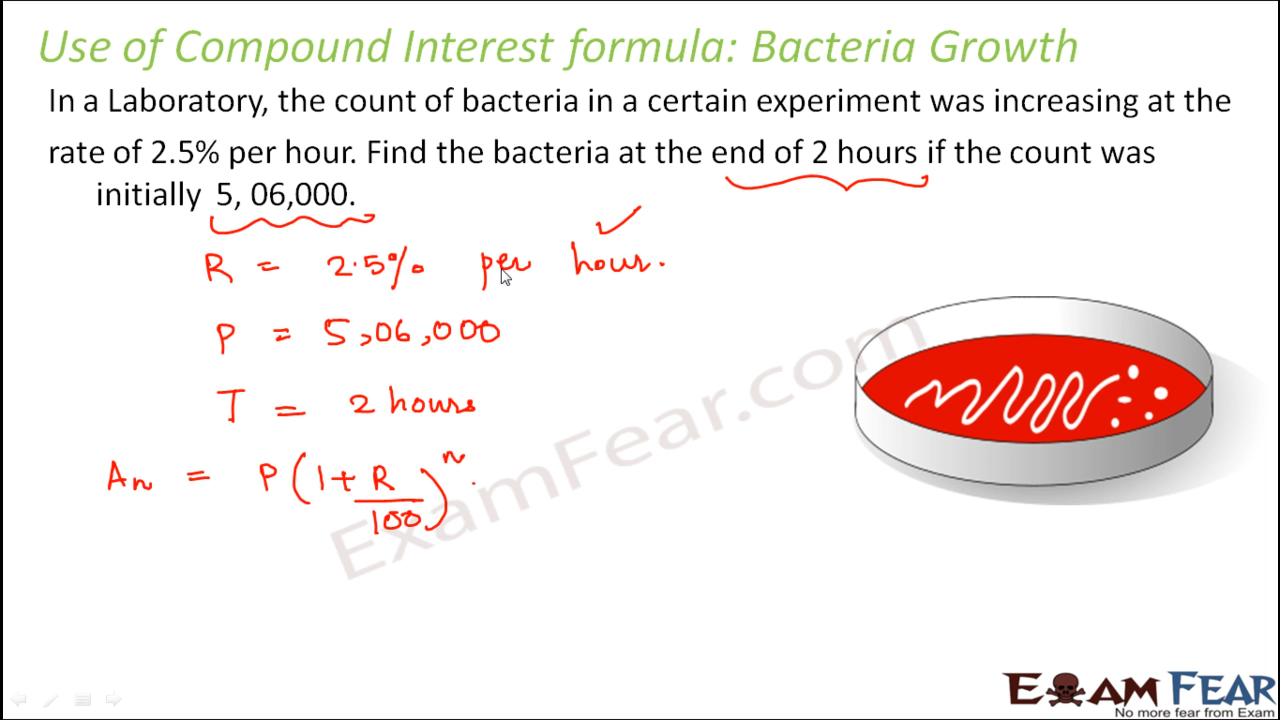 Use of Compound Interest formula: Bacteria Growth
In a Laboratory, the count of bacteria in a certain experiment was increasing at the
rate of 2.5% per hour. Find the bacteria at the end of 2 hours if the count was
initially 5, 06,000.
R = 2.5% per hour.
P = 5,06,000
T = 2 hours
An = P(1+R/100)^n.
ExamFear.com
EXAM FEAR
No more fear from Exam